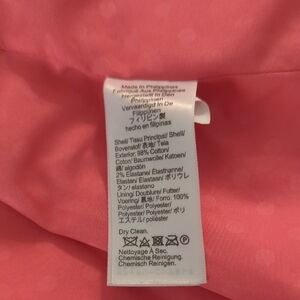 Made in Philippines
Fabriqué Aux Philippines
Hergestellt In Den
Philippinen
Vervaardigd In De
Filippijnen
フィリピン製
hecho en filipinas
Shell/ Tissu Principal/ Shell/
Bovenstof/ 表地/ Tela
Exterior: 98% Cotton/
Coton/ Baumwolle/ Katoen/
綿/ algodón
2% Elastane/ Élasthanne/
Elastan/ Elastaan/ ポリウレ
タン/ elastano
Lining/ Doublure/ Futter/
Voering/ 裏地/ Forro: 100%
Polyester/ Polyester/
Polyester/ Polyester/ ポリ
エステル/ poliéster
Dry Clean.
Nettoyage À Sec.
Chemische Reinigung.
Chemisch Reinigen.